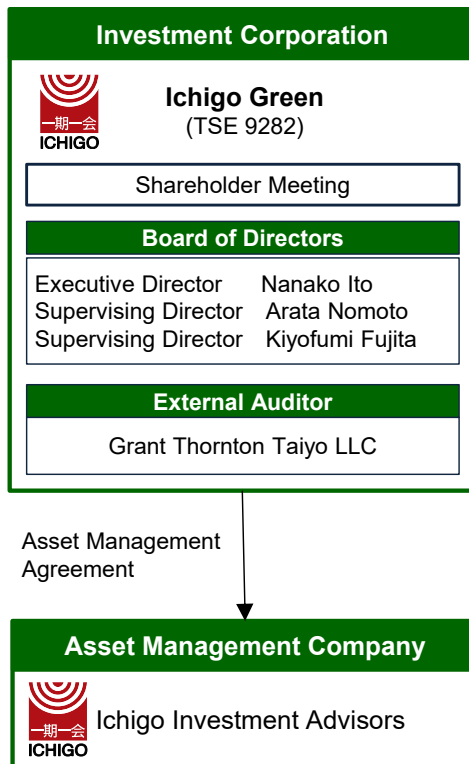 Investment Corporation
一期一会
ICHIGO
Ichigo Green
(TSE 9282)
Shareholder Meeting
Board of Directors
Executive Director Nanako Ito
Supervising Director Arata Nomoto
Supervising Director Kiyofumi Fujita
External Auditor
Grant Thornton Taiyo LLC
Asset Management
Agreement
Asset Management Company
一期一会
ICHIGO
Ichigo Investment Advisors